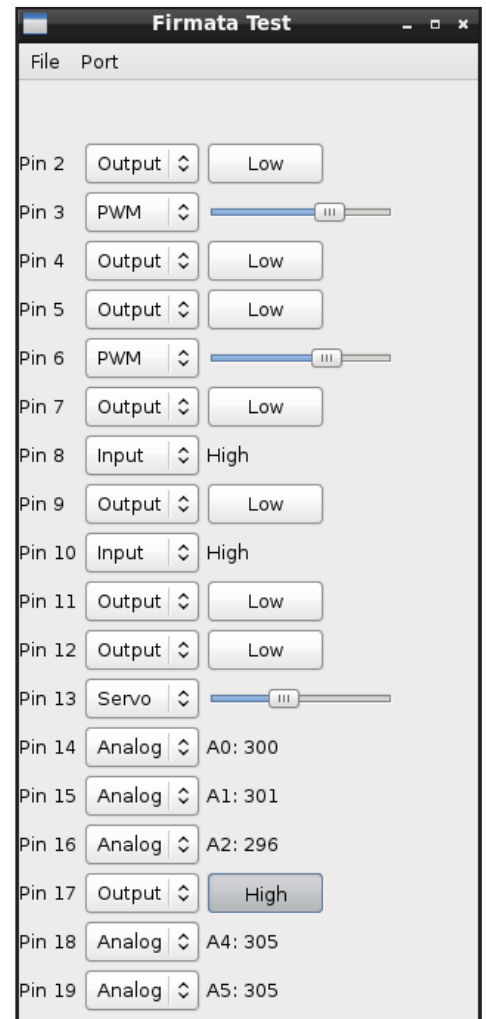 Firmata Test
File Port
Pin 2 Output Low
Pin 3 PWM
Pin 4 Output Low
Pin 5 Output Low
Pin 6 PWM
Pin 7 Output Low
Pin 8 Input High
Pin 9 Output Low
Pin 10 Input High
Pin 11 Output Low
Pin 12 Output Low
Pin 13 Servo
Pin 14 Analog A0: 300
Pin 15 Analog A1: 301
Pin 16 Analog A2: 296
Pin 17 Output High
Pin 18 Analog A4: 305
Pin 19 Analog A5: 305